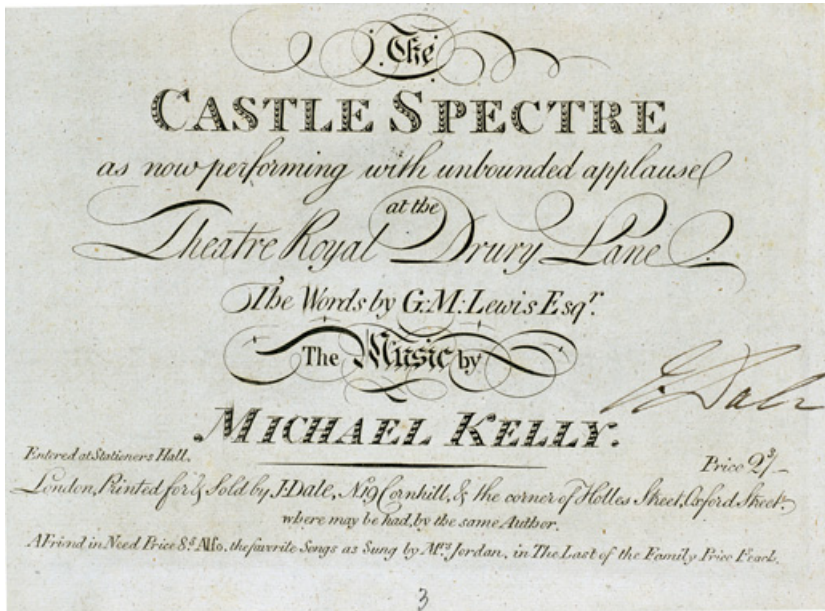 The
CASTLE SPECTRE
as now performing with unbounded applause
at the
Theatre Royal Drury Lane.
The Words by G:M:Lewis Esqr.
The Music by
MICHAEL KELLY.
J. Dale
Entered at Stationers Hall.
Price 2/-
London, Printed for & Sold by J. Dale, No 19 Cornhill, & the corner of Holles Street, Oxford Street.
where may be had, by the same Author.
A Friend in Need Price 8s. Also, the favorite Songs as Sung by Mrs Jordan, in The Last of the Family Price Each.
3